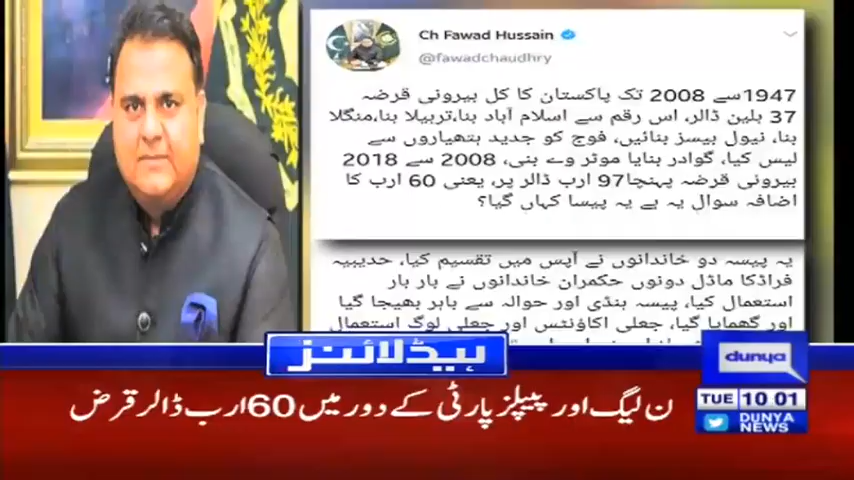 Ch Fawad Hussain
@fawadchaudhry
1947سے 2008 تک پاکستان کا کل بیرونی قرضہ
37 بلین ڈالر، اس رقم سے اسلام آباد بنا،تربیلا بنا،منگلا
بنا، نیول بیسز بنائیں، فوج کو جدید ہتھیاروں سے
لیس کیا، گوادر بنایا موٹر وے بنی، 2008 سے 2018
بیرونی قرضہ پہنچا97 ارب ڈالر پر، یعنی 60 ارب کا
اضافہ سوال یہ ہے یہ پیسا کہاں گیا؟
یہ پیسہ دو خاندانوں نے آپس میں تقسیم کیا، حدیبیہ
فراڈکا ماڈل دونوں حکمران خاندانوں نے بار بار
استعمال کیا، پیسہ ہنڈی اور حوالہ سے باہر بھیجا گیا
اور گھمایا گیا، جعلی اکاؤنٹس اور جعلی لوگ استعمال
ہیڈلائنز
dunya
TUE 10:01
DUNYA
NEWS
ن لیگ اور پیپلز پارٹی کے دور میں 60 ارب ڈالر قرض